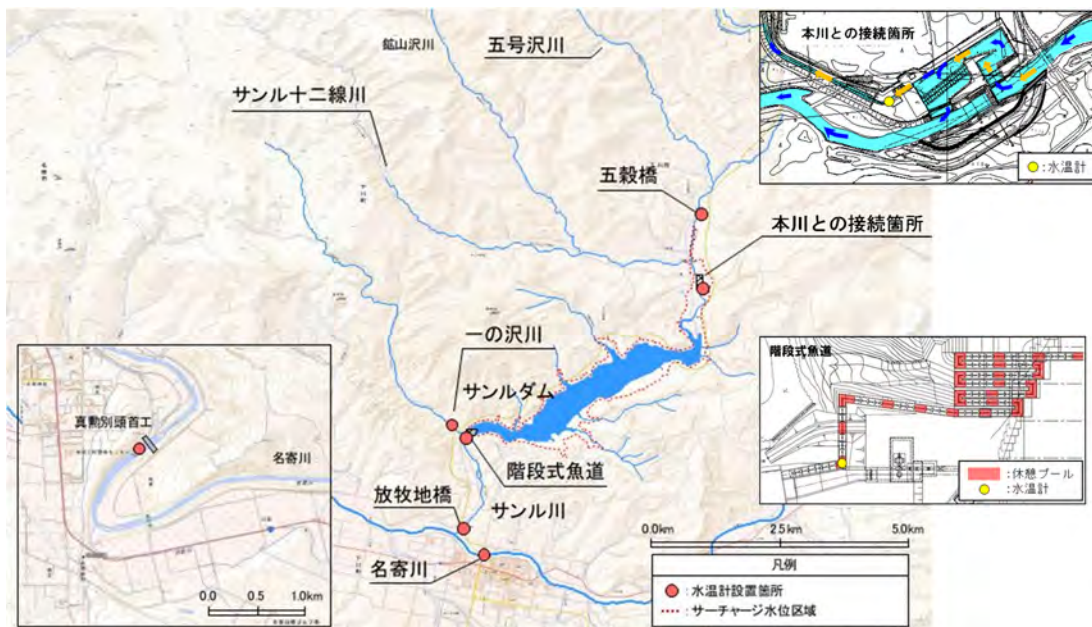 鉱山沢川
五号沢川
サンル十二線川
五穀橋
本川との接続箇所
一の沢川
サンルダム
階段式魚道
放牧地橋
サンル川
名寄川
0.0km
2.5km
5.0km
凡例
:水温計設置箇所
:サーチャージ水位区域
真勲別頭首工
名寄川
0.0
0.5
1.0km
本川との接続箇所
:水温計
階段式魚道
:休憩プール
:水温計